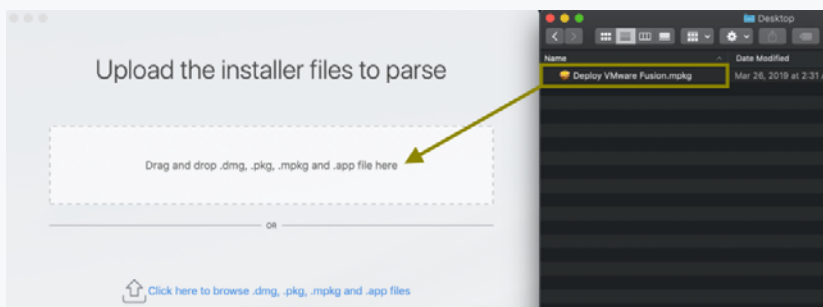 Upload the installer files to parse
Drag and drop .dmg, .pkg, .mpkg and .app file here
OR
Click here to browse .dmg, .pkg, .mpkg and .app files
Desktop
Name
Date Modified
Deploy VMware Fusion.mpkg
Mar 26, 2019 at 2:31